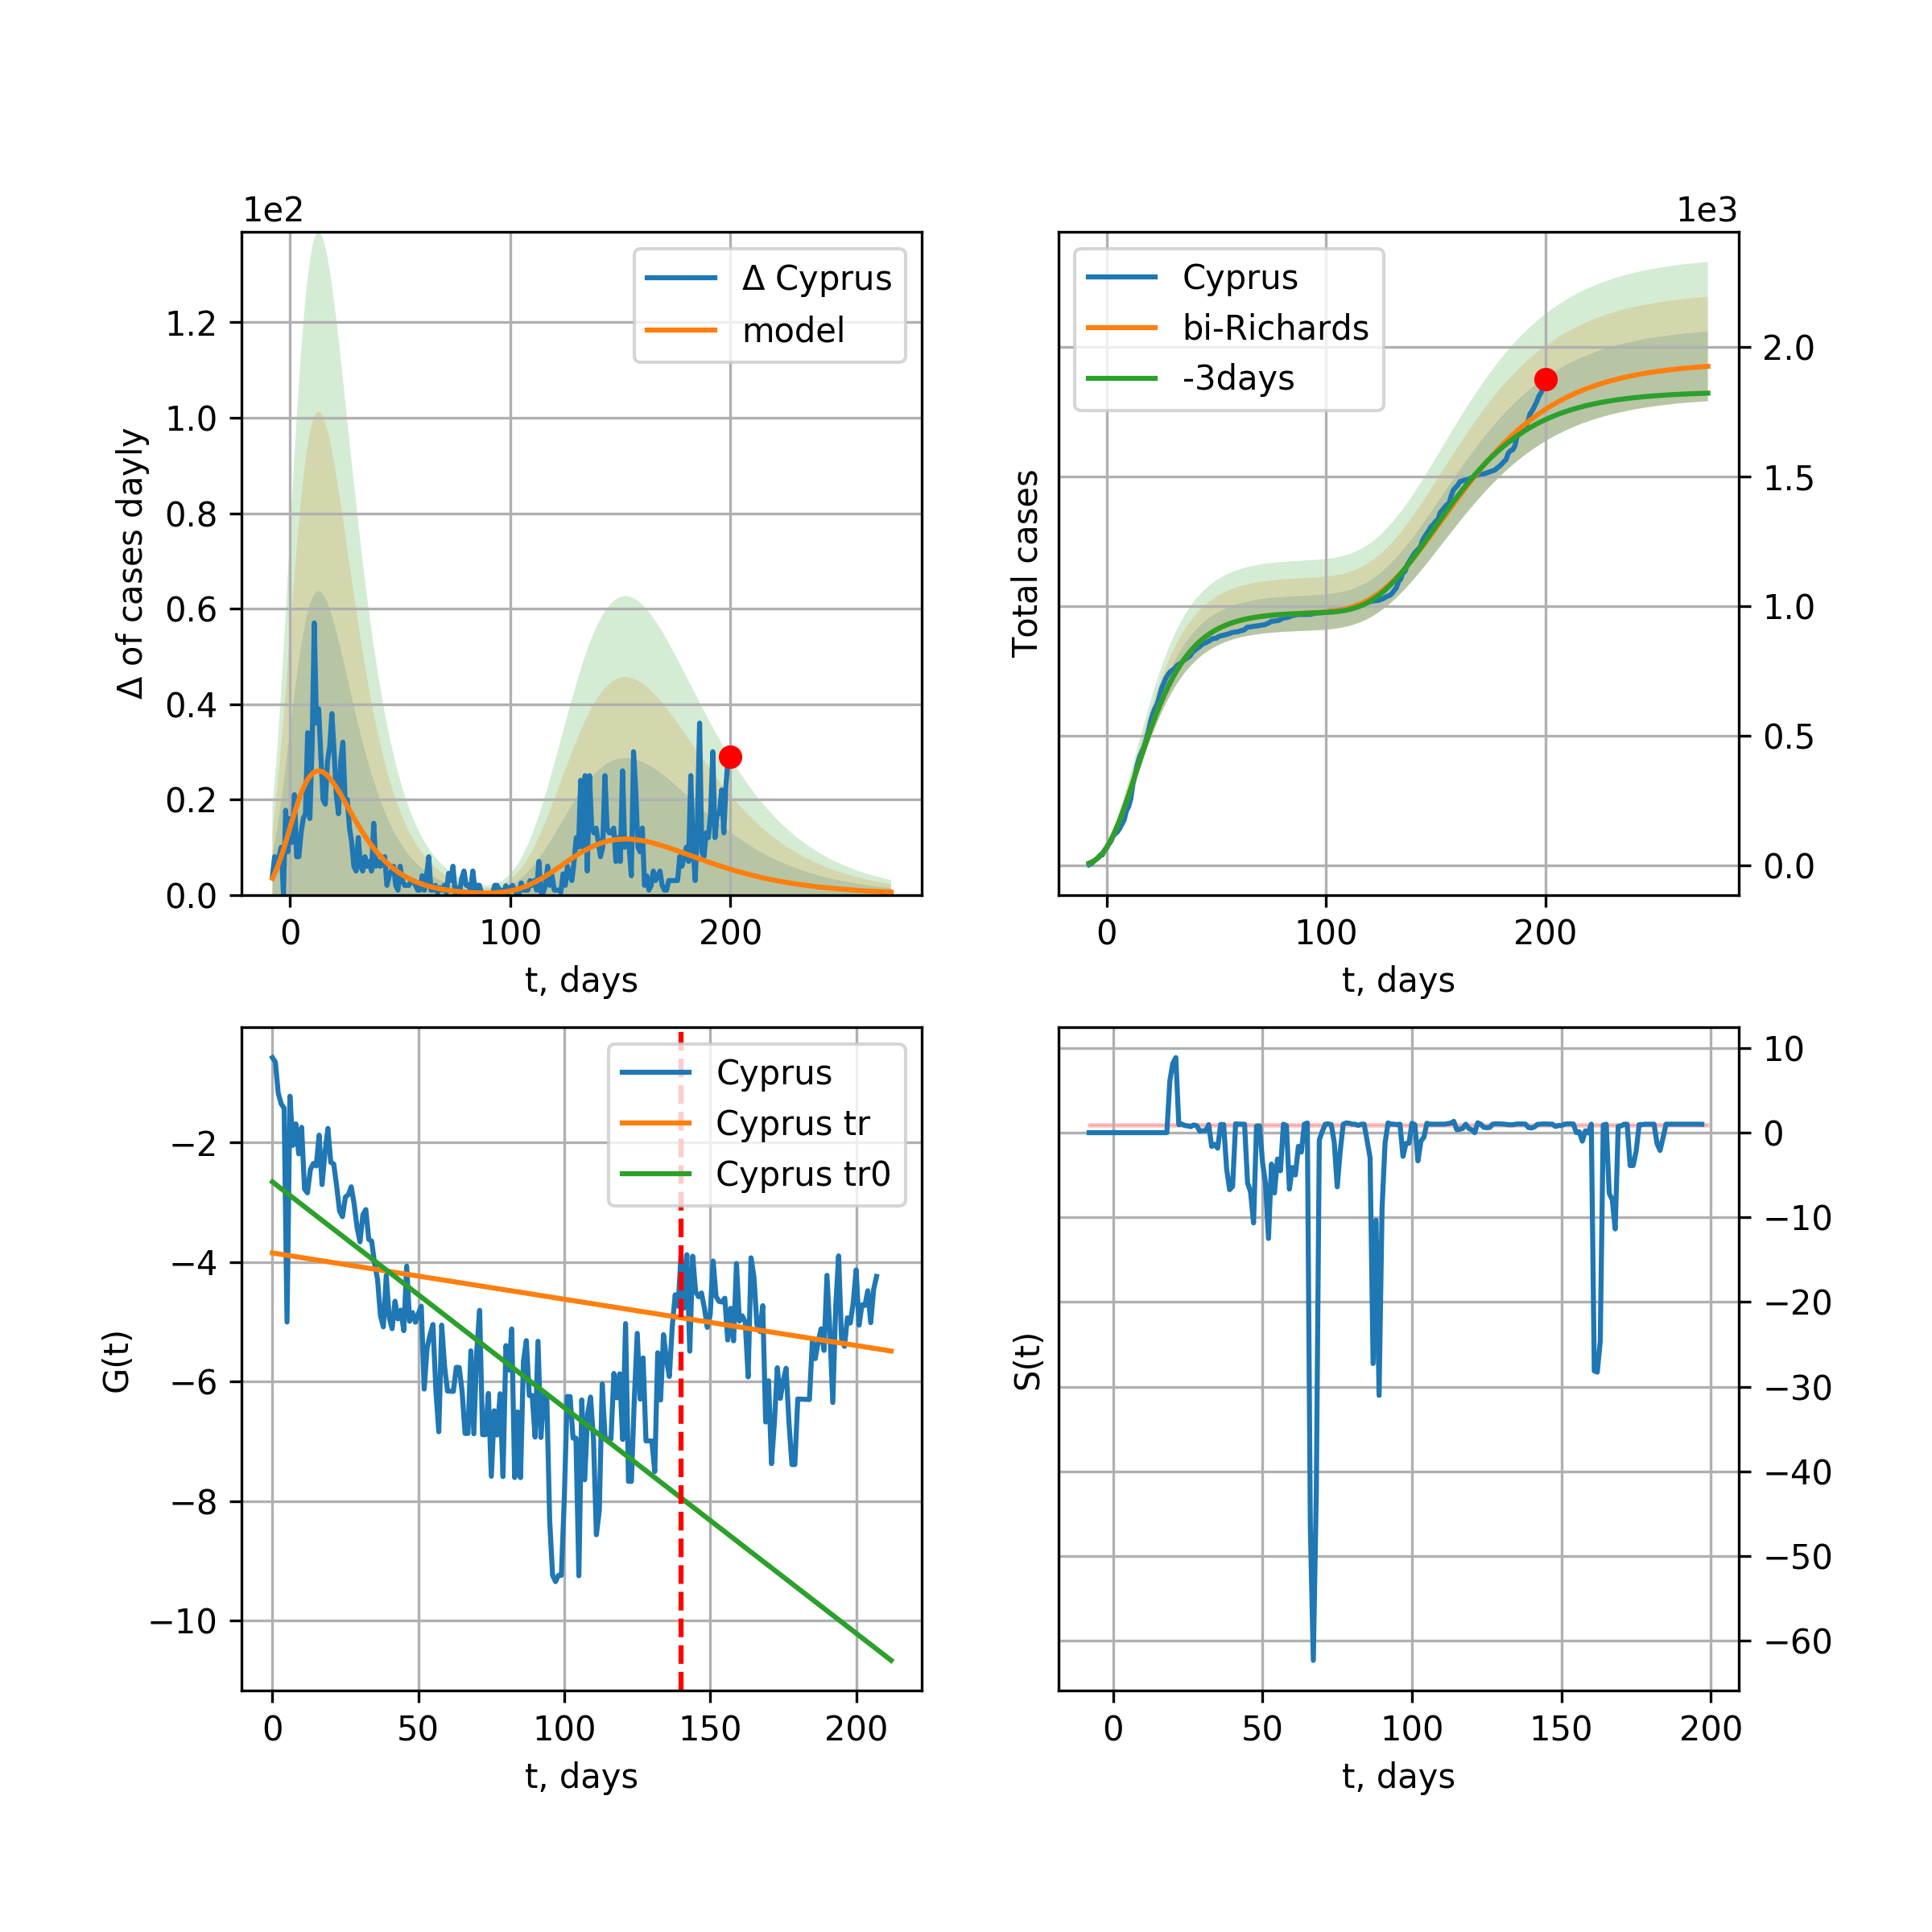 1e2
Δ of cases dayly
1.2
1.0
0.8
0.6
0.4
0.2
0.0
Δ Cyprus
model
0 100 200
t, days
1e3
Total cases
Cyprus
bi-Richards
-3days
2.0
1.5
1.0
0.5
0.0
0 100 200
t, days
G(t)
−2
−4
−6
−8
−10
Cyprus
Cyprus tr
Cyprus tr0
0 50 100 150 200
t, days
S(t)
10
0
−10
−20
−30
−40
−50
−60
0 50 100 150 200
t, days